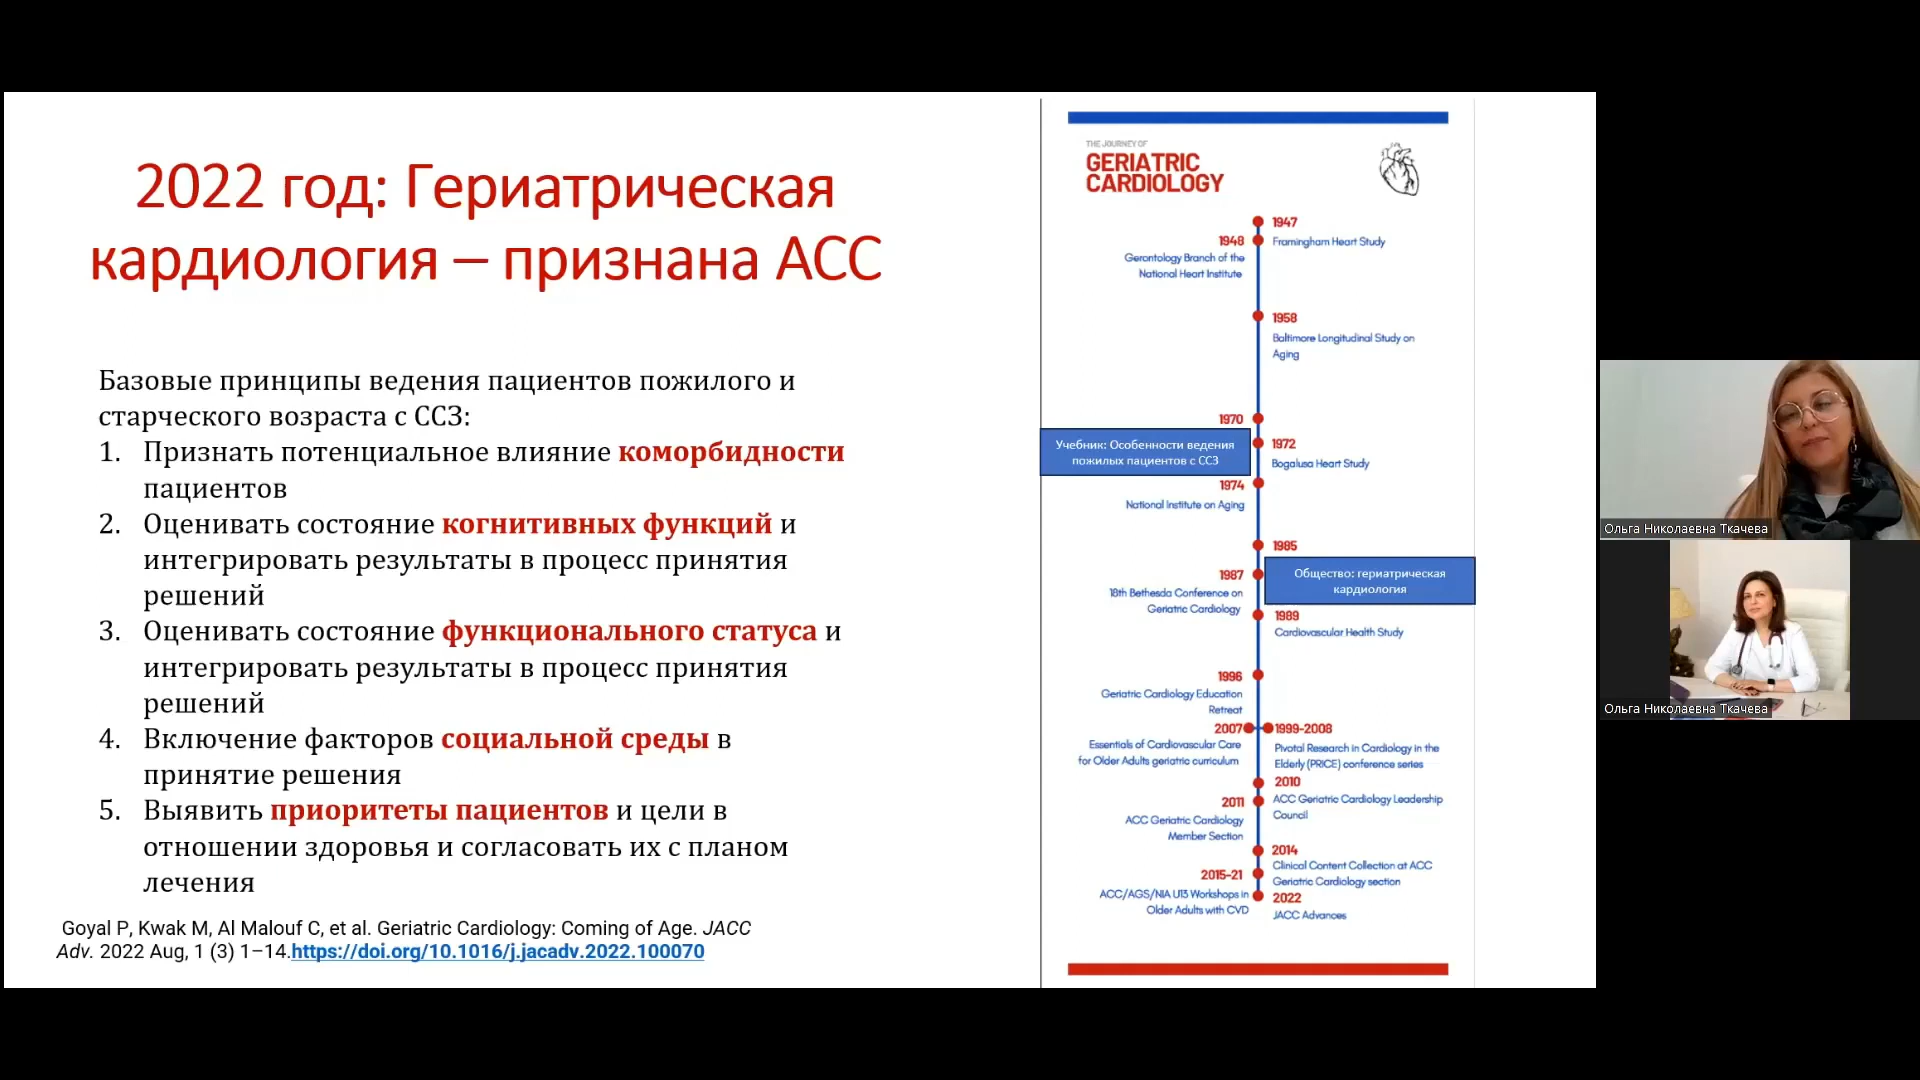 2022 год: Гериатрическая
кардиология – признана ACC
Базовые принципы ведения пациентов пожилого и
старческого возраста с ССЗ:
1. Признать потенциальное влияние коморбидности
пациентов
2. Оценивать состояние когнитивных функций и
интегрировать результаты в процесс принятия
решений
3. Оценивать состояние функционального статуса и
интегрировать результаты в процесс принятия
решений
4. Включение факторов социальной среды в
принятие решения
5. Выявить приоритеты пациентов и цели в
отношении здоровья и согласовать их с планом
лечения
Goyal P, Kwak M, Al Malouf C, et al. Geriatric Cardiology: Coming of Age. JACC
Adv. 2022 Aug, 1 (3) 1–14.https://doi.org/10.1016/j.jacadv.2022.100070
THE JOURNEY OF
GERIATRIC
CARDIOLOGY
1947
Framingham Heart Study
1948
Gerontology Branch of the
National Heart Institute
1958
Baltimore Longitudinal Study on
Aging
1970
Учебник: Особенности ведения
пожилых пациентов с ССЗ
1972
Bogalusa Heart Study
1974
National Institute on Aging
1985
Общество: гериатрическая
кардиология
1987
18th Bethesda Conference on
Geriatric Cardiology
1989
Cardiovascular Health Study
1996
Geriatric Cardiology Education
Retreat
2007
Essentials of Cardiovascular Care
for Older Adults geriatric curriculum
1999-2008
Pivotal Research in Cardiology in the
Elderly (PRICE) conference series
2010
ACC Geriatric Cardiology Leadership
Council
2011
ACC Geriatric Cardiology
Member Section
2014
Clinical Content Collection at ACC
Geriatric Cardiology section
2015-21
ACC/AGS/NIA U13 Workshops in
Older Adults with CVD
2022
JACC Advances
Ольга Николаевна Ткачева
Ольга Николаевна Ткачева